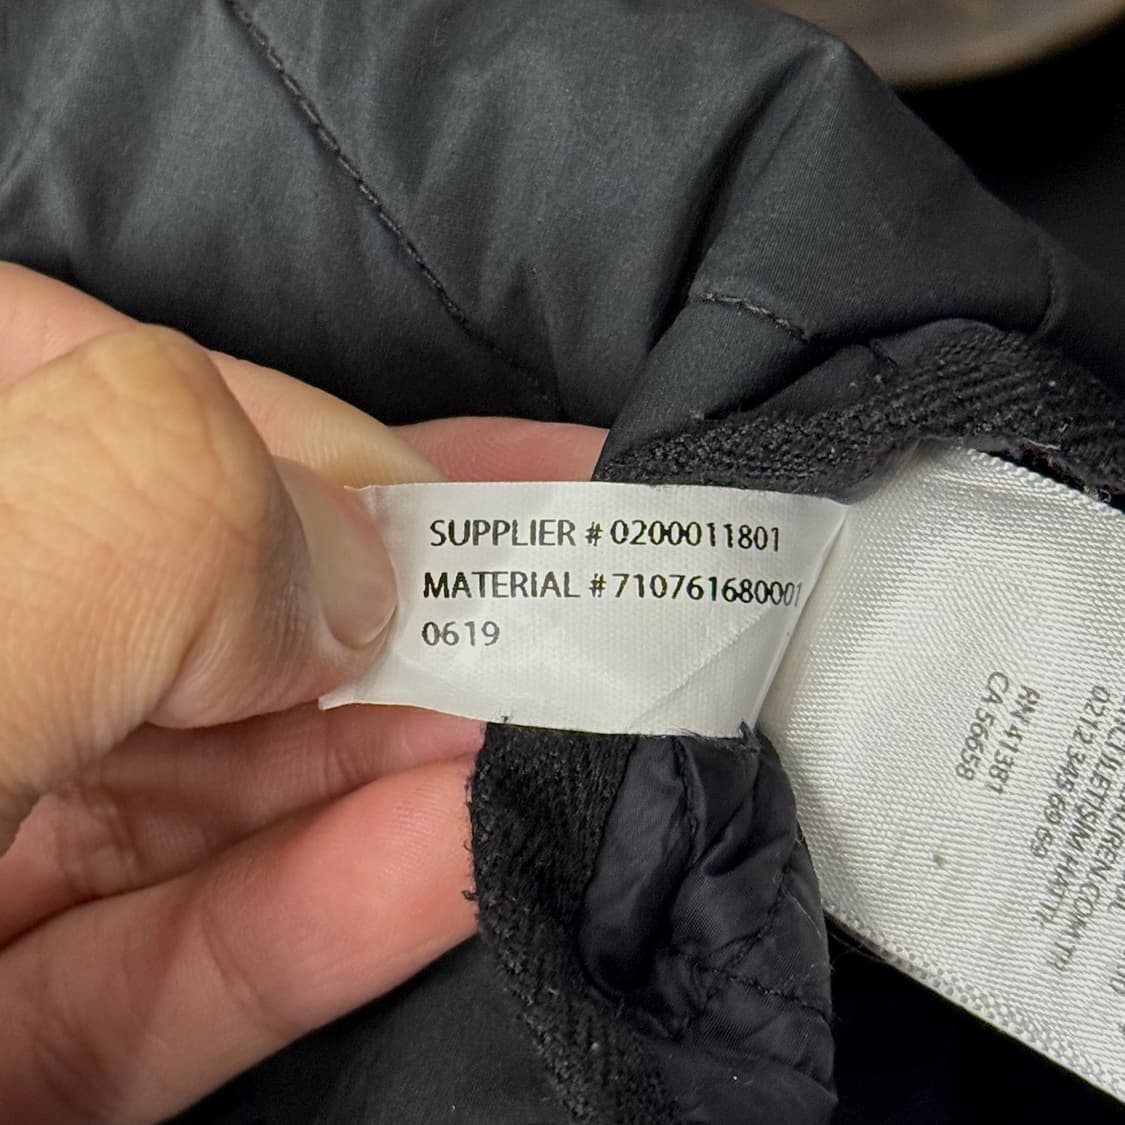 SUPPLIER # 0200011801
MATERIAL # 710761680001
0619
RN 41381
CA 56658
0212 345 69 69